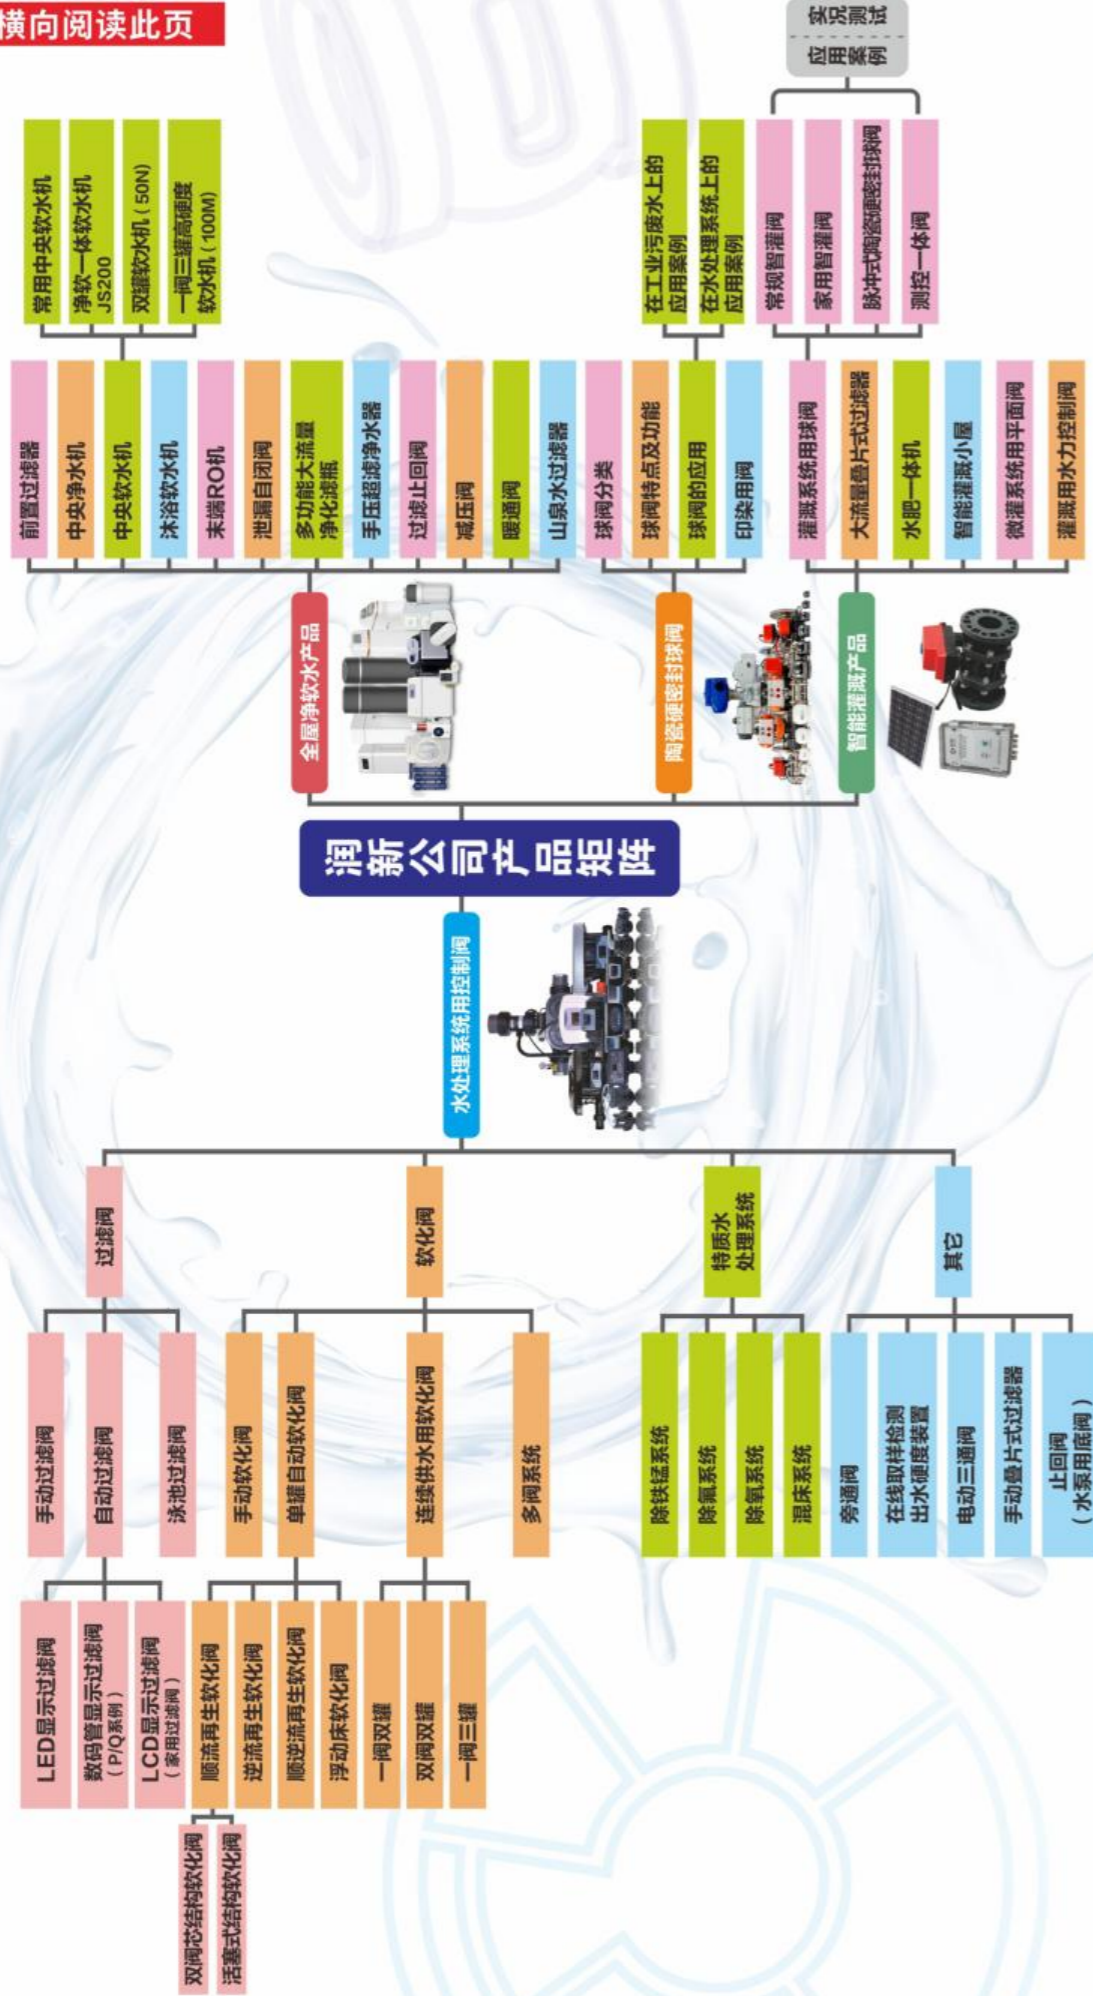 横向阅读此页
润新公司产品矩阵
水处理系统用控制阀
过滤阀
手动过滤阀
自动过滤阀
LED显示过滤阀
数码管显示过滤阀
（P/Q系例）
LCD显示过滤阀
（家用过滤阀）
泳池过滤阀
软化阀
手动软化阀
单罐自动软化阀
顺流再生软化阀
双阀芯结构软化阀
活塞式结构软化阀
逆流再生软化阀
顺逆流再生软化阀
浮动床软化阀
连续供水用软化阀
一阀双罐
双阀双罐
一阀三罐
多阀系统
特质水
处理系统
除铁锰系统
除氟系统
除氧系统
混床系统
其它
旁通阀
在线取样检测
出水硬度装置
电动三通阀
手动叠片式过滤器
止回阀
（水泵用底阀）
全屋净软水产品
前置过滤器
中央净水机
中央软水机
常用中央软水机
净软一体软水机
JS200
双罐软水机（50N）
一阀三罐高硬度
软水机（100M）
沐浴软水机
末端RO机
泄漏自闭阀
多功能大流量
净化滤瓶
手压超滤净水器
过滤止回阀
减压阀
暖通阀
山泉水过滤器
陶瓷硬密封球阀
球阀分类
球阀特点及功能
球阀的应用
在工业污废水上的
应用案例
在水处理系统上的
应用案例
印染用阀
智能灌溉产品
灌溉系统用球阀
常规智灌阀
家用智灌阀
脉冲式陶瓷硬密封球阀
测控一体阀
实况测试
应用案例
大流量叠片式过滤器
水肥一体机
智能灌溉小屋
微灌系统用平面阀
灌溉用水力控制阀